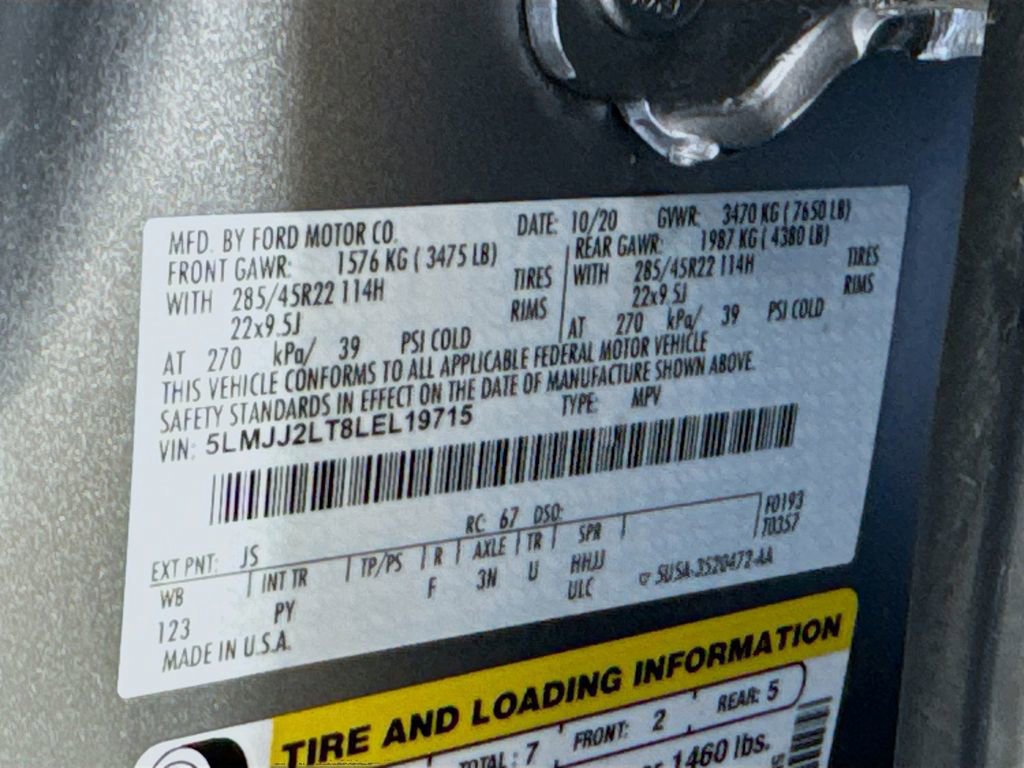 MFD. BY FORD MOTOR CO. DATE: 10/20 GVWR: 3470 KG ( 7650 LB)
FRONT GAWR: 1576 KG ( 3475 LB) REAR GAWR: 1987 KG ( 4380 LB)
WITH 285/45R22 114H TIRES WITH 285/45R22 114H TIRES
22x9.5J RIMS 22x9.5J RIMS
AT 270 kPa/ 39 PSI COLD AT 270 kPa/ 39 PSI COLD
THIS VEHICLE CONFORMS TO ALL APPLICABLE FEDERAL MOTOR VEHICLE
SAFETY STANDARDS IN EFFECT ON THE DATE OF MANUFACTURE SHOWN ABOVE.
VIN: 5LMJJ2LT8LEL19715 TYPE: MPV
RC: 67 DSO: F0193
EXT PNT: JS T0357
WB INT TR TP/PS R AXLE TR SPR
123 PY F 3N U HHJJ
ULC 5U5A-3520472-AA
MADE IN U.S.A.
TIRE AND LOADING INFORMATION
TOTAL: 7 FRONT: 2 REAR: 5
1460 lbs.